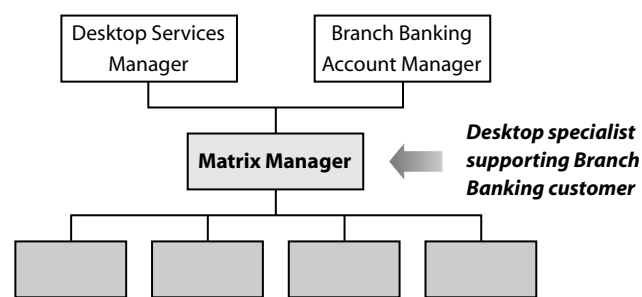 Desktop Services
Manager
Branch Banking
Account Manager
Matrix Manager
Desktop specialist
supporting Branch
Banking customer